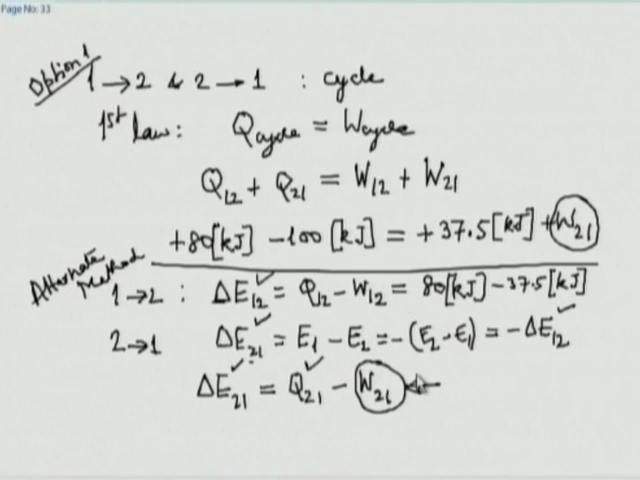 Page No: 33
Option 1
1 → 2 & 2 → 1 : cycle
1st law: Qcycle = Wcycle
Q12 + Q21 = W12 + W21
+80[kJ] - 100 [kJ] = +37.5[kJ] + W21
Alternate Method
1→2 : ΔE12 = Q12 - W12 = 80[kJ] - 37.5[kJ]
2→1 ΔE21 = E1 - E2 = -(E2 - E1) = -ΔE12
ΔE21 = Q21 - W21